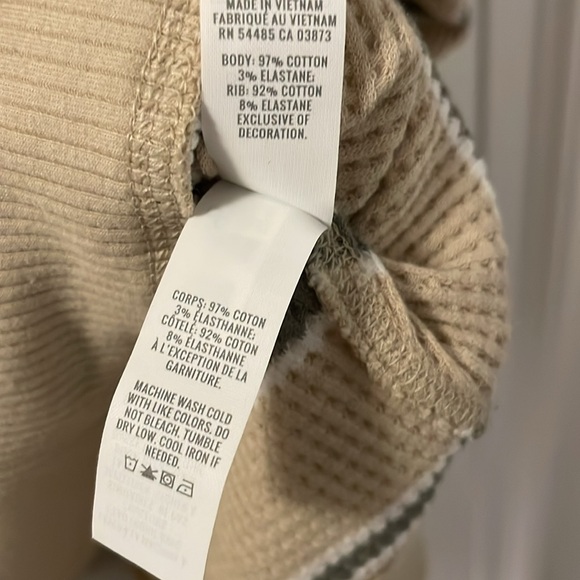 MADE IN VIETNAM
FABRIQUÉ AU VIETNAM
RN 54485 CA 03873
BODY: 97% COTTON
3% ELASTANE;
RIB: 92% COTTON
8% ELASTANE
EXCLUSIVE OF
DECORATION.
CORPS: 97% COTON
3% ÉLASTHANNE;
CÔTELÉ: 92% COTON
8% ÉLASTHANNE
À L'EXCEPTION DE LA
GARNITURE.
MACHINE WASH COLD
WITH LIKE COLORS. DO
NOT BLEACH. TUMBLE
DRY LOW. COOL IRON IF
NEEDED.